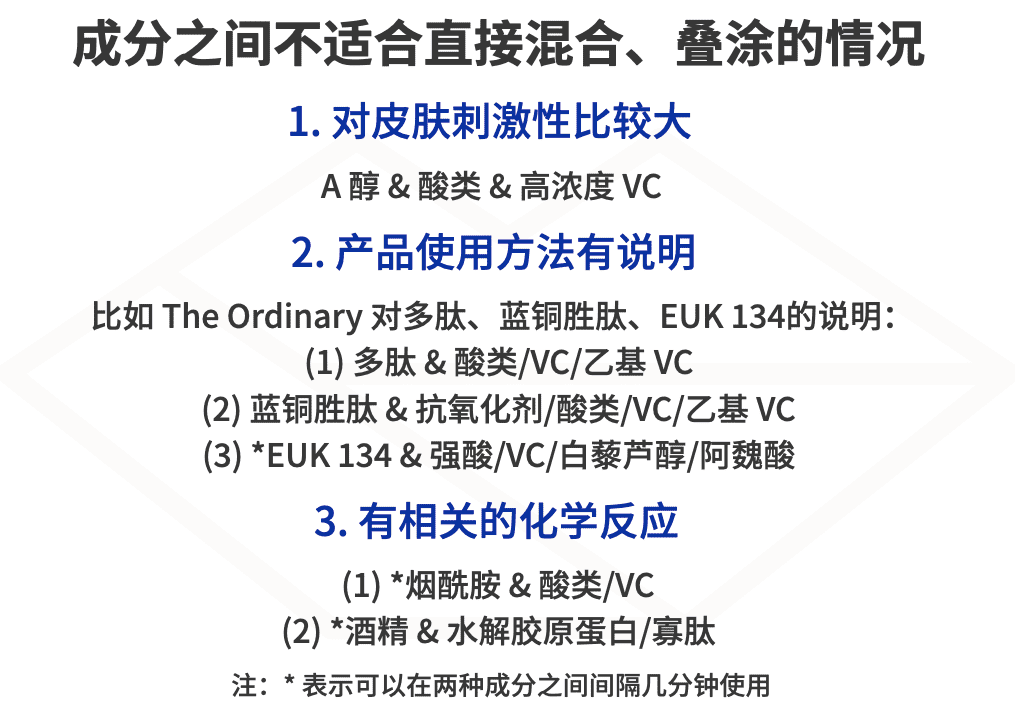 成分之间不适合直接混合、叠涂的情况
1. 对皮肤刺激性比较大
A 醇 & 酸类 & 高浓度 VC
2. 产品使用方法有说明
比如 The Ordinary 对多肽、蓝铜胜肽、EUK 134的说明：
(1) 多肽 & 酸类/VC/乙基 VC
(2) 蓝铜胜肽 & 抗氧化剂/酸类/VC/乙基 VC
(3) *EUK 134 & 强酸/VC/白藜芦醇/阿魏酸
3. 有相关的化学反应
(1) *烟酰胺 & 酸类/VC
(2) *酒精 & 水解胶原蛋白/寡肽
注：* 表示可以在两种成分之间间隔几分钟使用